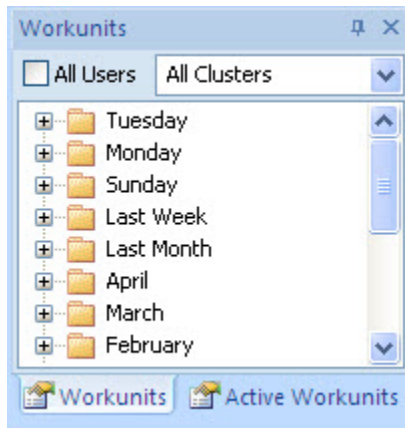 Workunits
All Users All Clusters
Tuesday
Monday
Sunday
Last Week
Last Month
April
March
February
Workunits Active Workunits